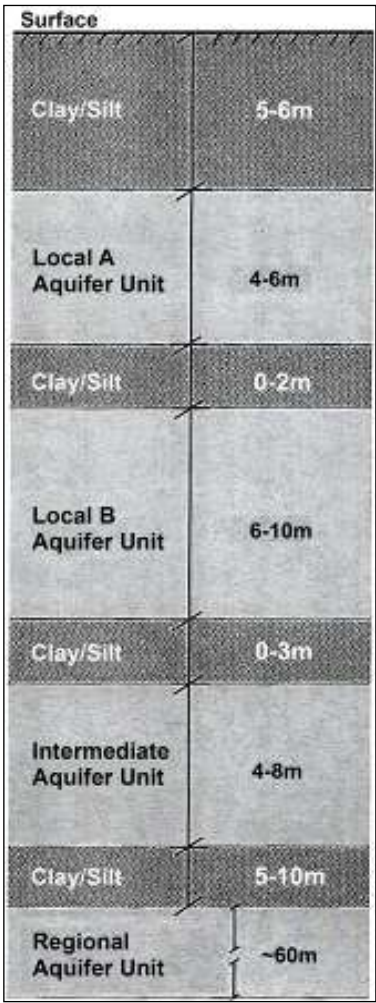 Surface
Clay/Silt 5-6m
Local A
Aquifer Unit 4-6m
Clay/Silt 0-2m
Local B
Aquifer Unit 6-10m
Clay/Silt 0-3m
Intermediate
Aquifer Unit 4-8m
Clay/Silt 5-10m
Regional
Aquifer Unit ~60m